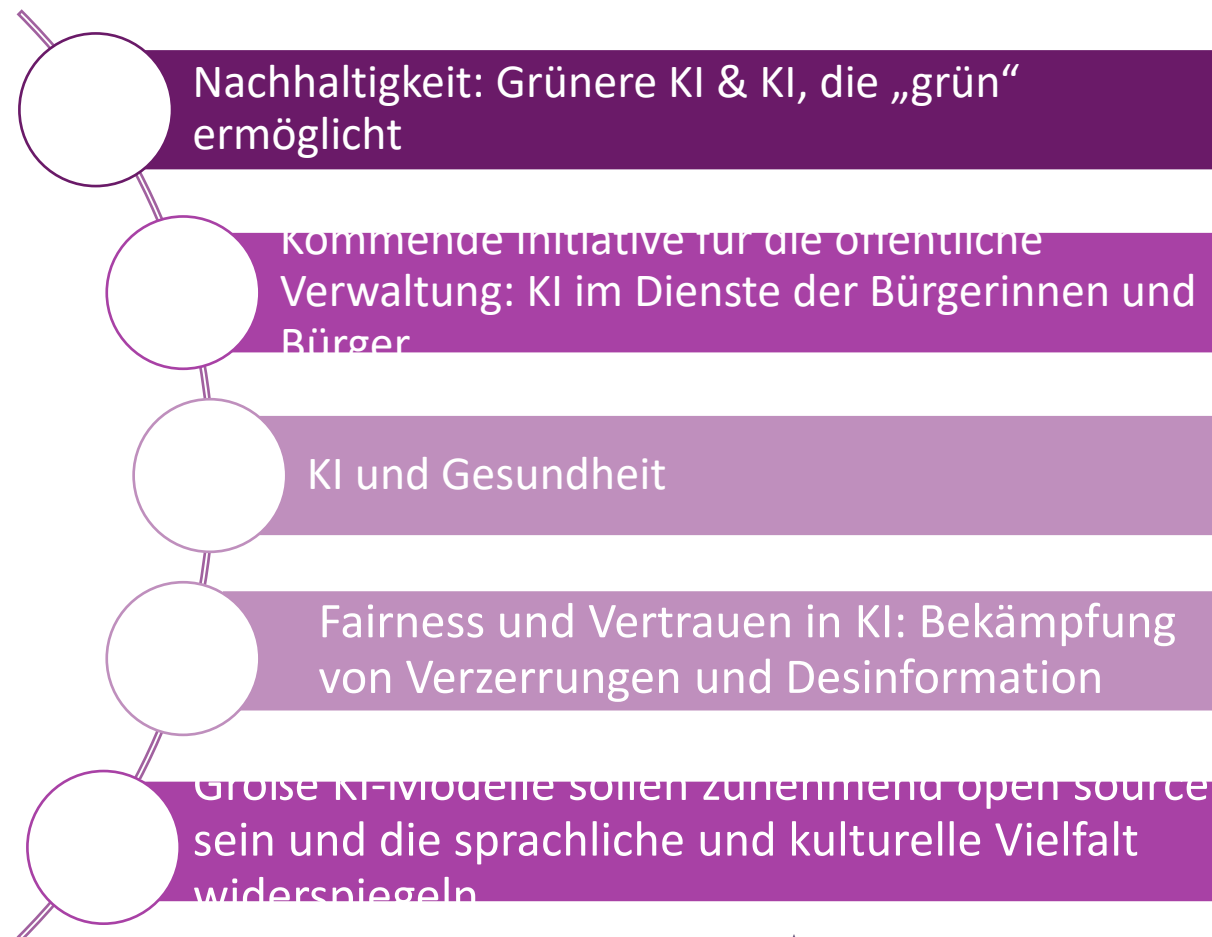 Nachhaltigkeit: Grünere KI & KI, die „grün“
ermöglicht
Kommende Initiative für die öffentliche
Verwaltung: KI im Dienste der Bürgerinnen und
Bürger
KI und Gesundheit
Fairness und Vertrauen in KI: Bekämpfung
von Verzerrungen und Desinformation
Große KI-Modelle sollen zunehmend open source
sein und die sprachliche und kulturelle Vielfalt
widerspiegeln